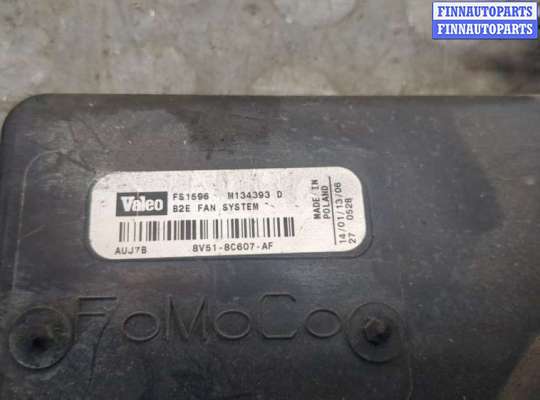 FINNAUTOPARTS
FINNAUTOPARTS
Valeo FS1596 M134393 D
B2E FAN SYSTEM
AUJ7B 8V51-8C607-AF
MADE IN
POLAND
14/01/13/06
27 0528
FoMoCo